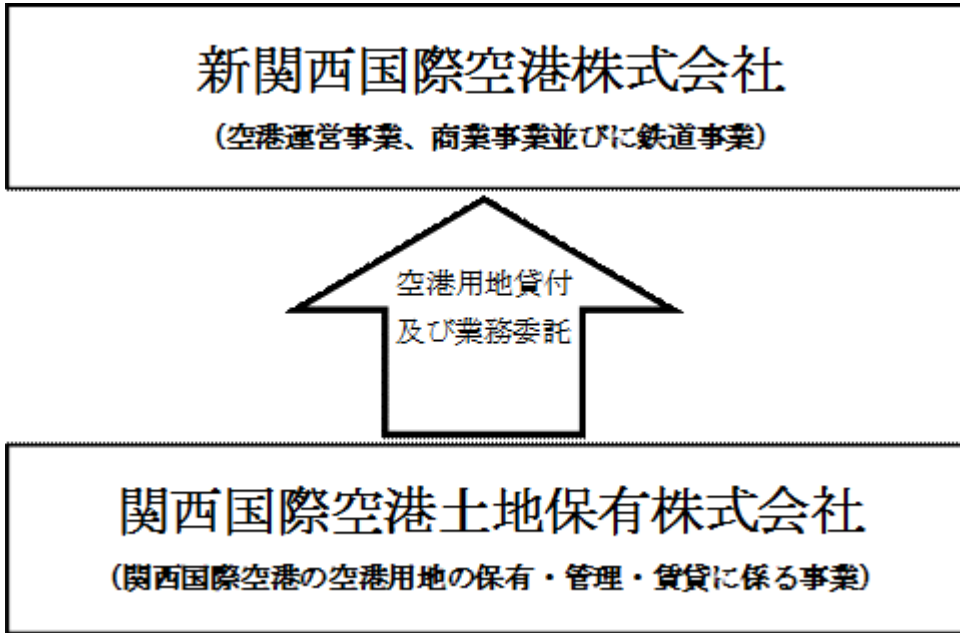 新関西国際空港株式会社
（空港運営事業、商業事業並びに鉄道事業）
空港用地貸付
及び業務委託
関西国際空港土地保有株式会社
（関西国際空港の空港用地の保有・管理・賃貸に係る事業）